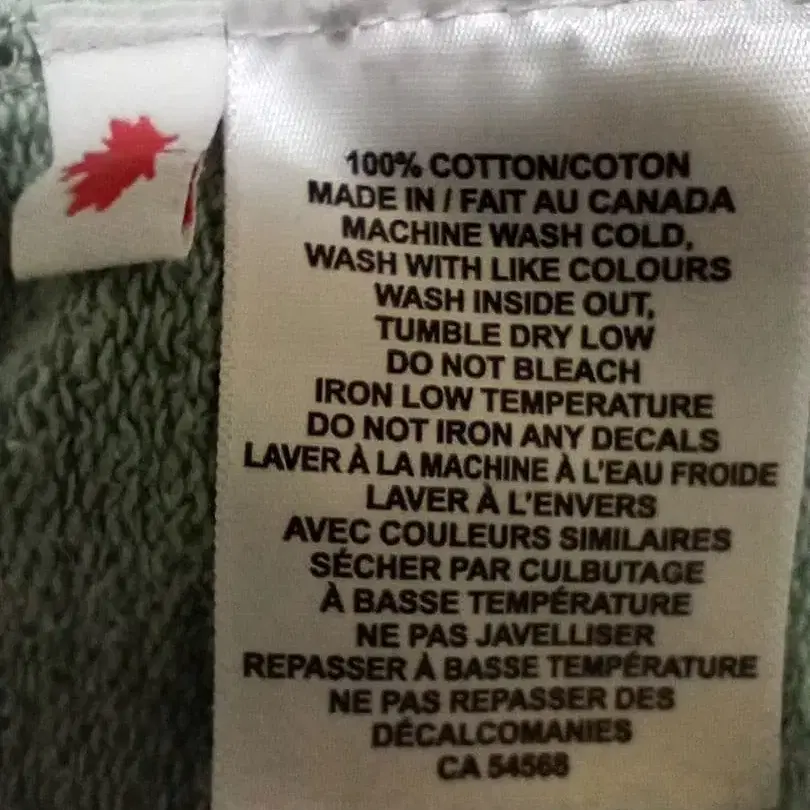 100% COTTON/COTON
MADE IN / FAIT AU CANADA
MACHINE WASH COLD,
WASH WITH LIKE COLOURS
WASH INSIDE OUT,
TUMBLE DRY LOW
DO NOT BLEACH
IRON LOW TEMPERATURE
DO NOT IRON ANY DECALS
LAVER À LA MACHINE À L'EAU FROIDE
LAVER À L'ENVERS
AVEC COULEURS SIMILAIRES
SÉCHER PAR CULBUTAGE
À BASSE TEMPÉRATURE
NE PAS JAVELLISER
REPASSER À BASSE TEMPÉRATURE
NE PAS REPASSER DES
DÉCALCOMANIES
CA 54568